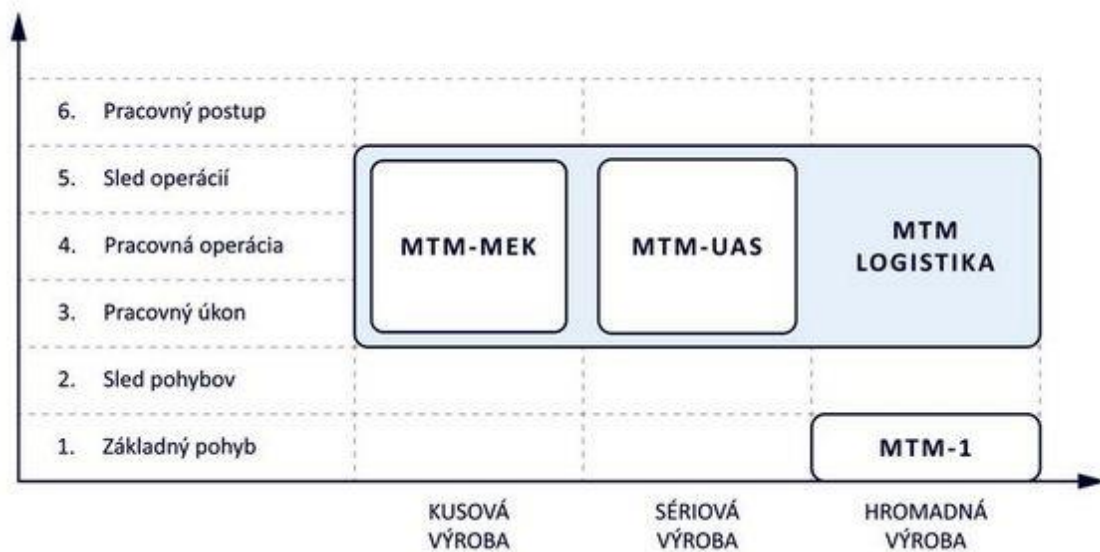 6. Pracovný postup
5. Sled operácií
4. Pracovná operácia
3. Pracovný úkon
2. Sled pohybov
1. Základný pohyb
MTM-MEK
MTM-UAS
MTM
LOGISTIKA
MTM-1
KUSOVÁ
VÝROBA
SÉRIOVÁ
VÝROBA
HROMADNÁ
VÝROBA